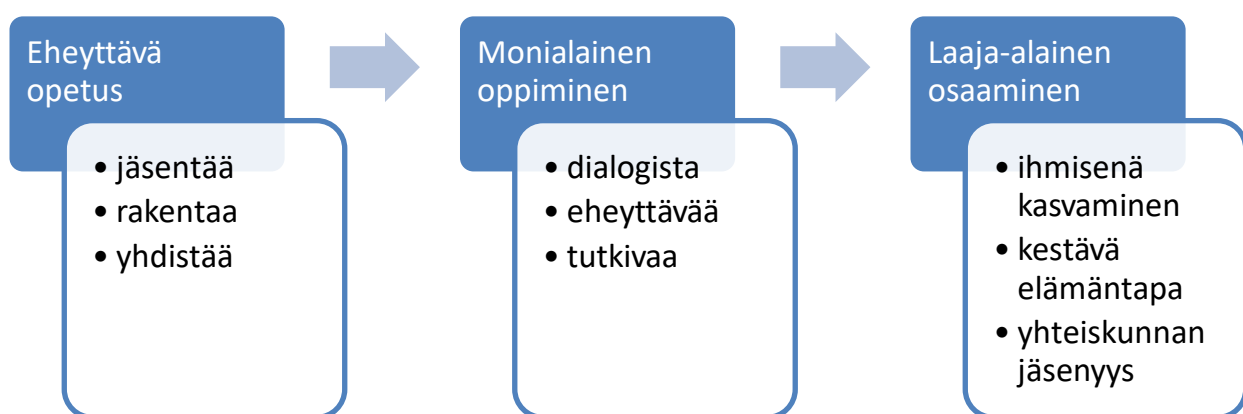 Eheyttävä
opetus
• jäsentää
• rakentaa
• yhdistää
Monialainen
oppiminen
• dialogista
• eheyttävää
• tutkivaa
Laaja-alainen
osaaminen
• ihmisenä
kasvaminen
• kestävä
elämäntapa
• yhteiskunnan
jäsenyys